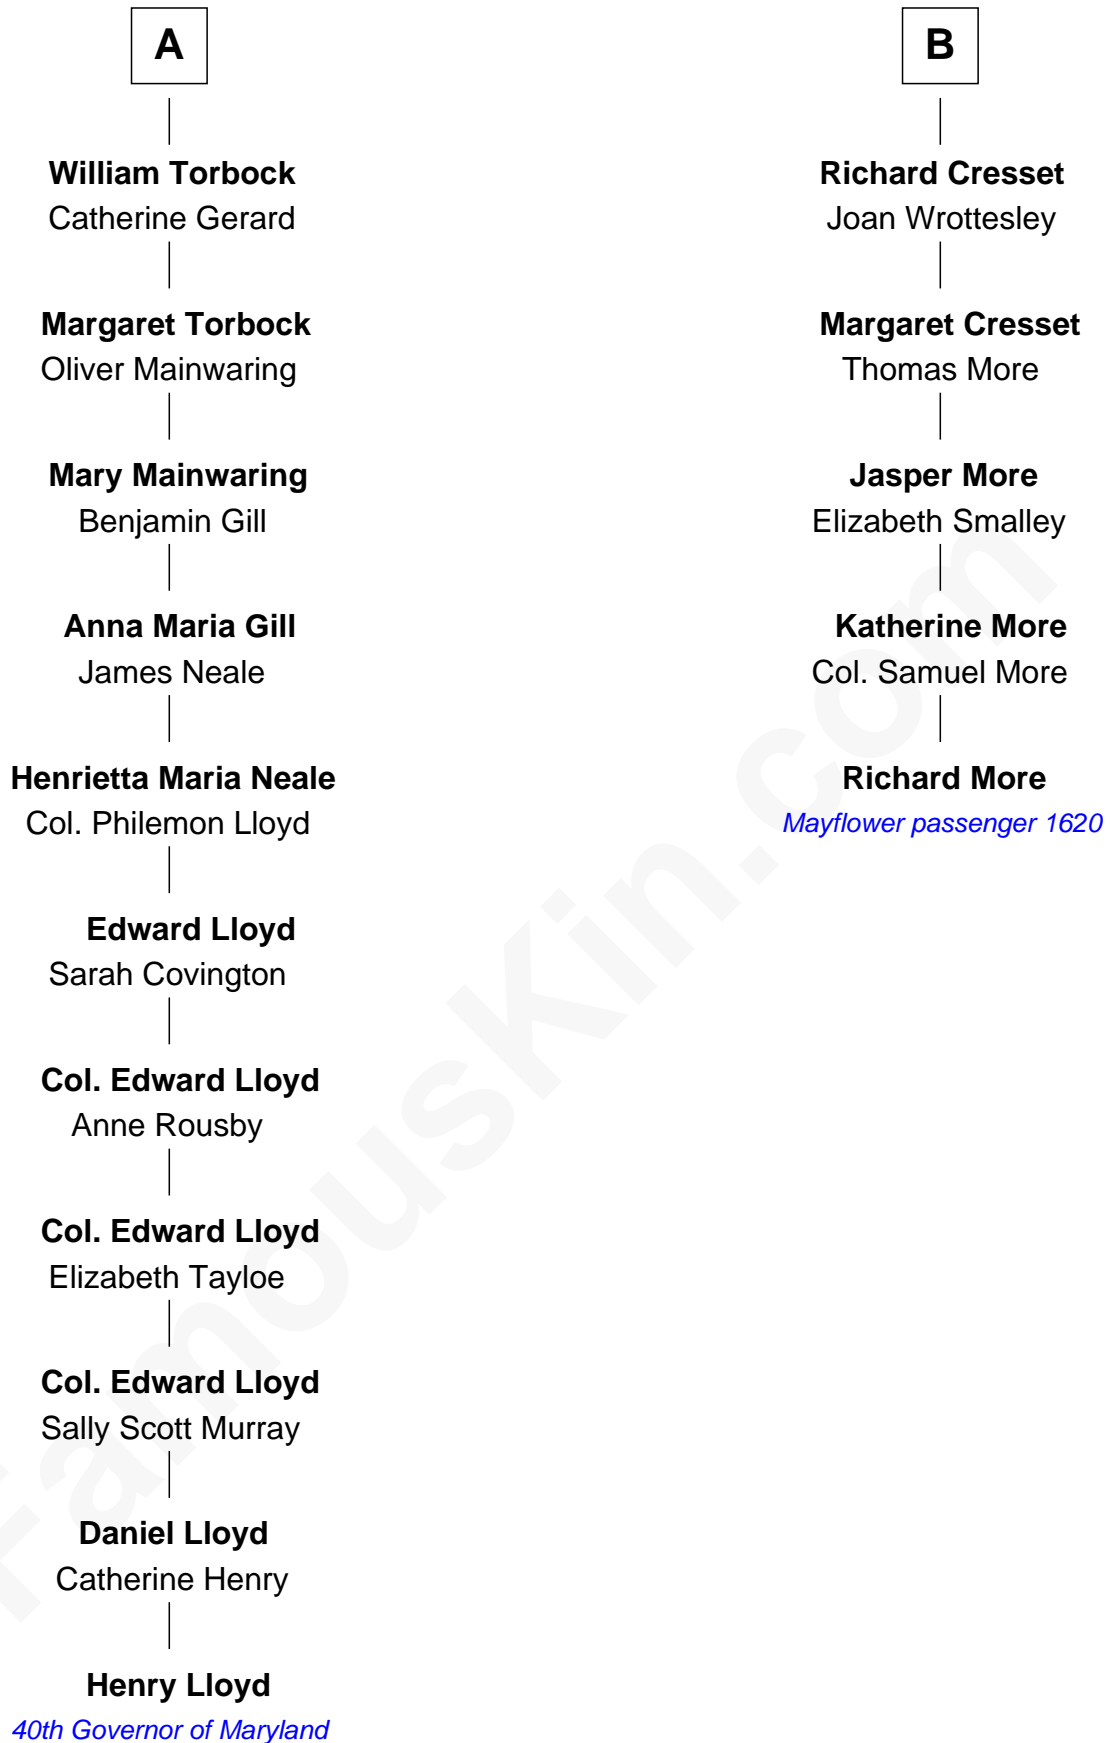 A
William Torbock
Catherine Gerard
Margaret Torbock
Oliver Mainwaring
Mary Mainwaring
Benjamin Gill
Anna Maria Gill
James Neale
Henrietta Maria Neale
Col. Philemon Lloyd
Edward Lloyd
Sarah Covington
Col. Edward Lloyd
Anne Rousby
Col. Edward Lloyd
Elizabeth Tayloe
Col. Edward Lloyd
Sally Scott Murray
Daniel Lloyd
Catherine Henry
Henry Lloyd
40th Governor of Maryland
B
Richard Cresset
Joan Wrottesley
Margaret Cresset
Thomas More
Jasper More
Elizabeth Smalley
Katherine More
Col. Samuel More
Richard More
Mayflower passenger 1620
FamousKin.com